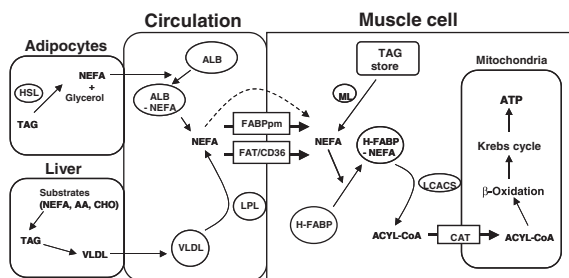 Circulation
Muscle cell
Adipocytes
HSL
NEFA
+
Glycerol
TAG
Liver
Substrates
(NEFA, AA, CHO)
TAG
VLDL
ALB
ALB
- NEFA
NEFA
LPL
VLDL
FABPpm
FAT/CD36
TAG
store
ML
NEFA
H-FABP
- NEFA
H-FABP
LCACS
ACYL-CoA
CAT
Mitochondria
ATP
Krebs cycle
β-Oxidation
ACYL-CoA